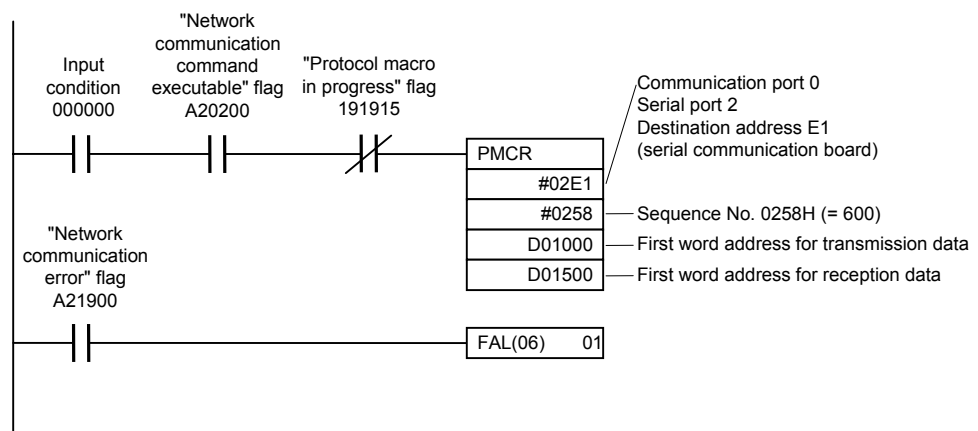 "Network
communication
command
executable" flag
A20200
Input
condition
000000
"Protocol macro
in progress" flag
191915
Communication port 0
Serial port 2
Destination address E1
(serial communication board)
PMCR
#02E1
#0258
Sequence No. 0258H (= 600)
D01000
First word address for transmission data
D01500
First word address for reception data
"Network
communication
error" flag
A21900
FAL(06) 01